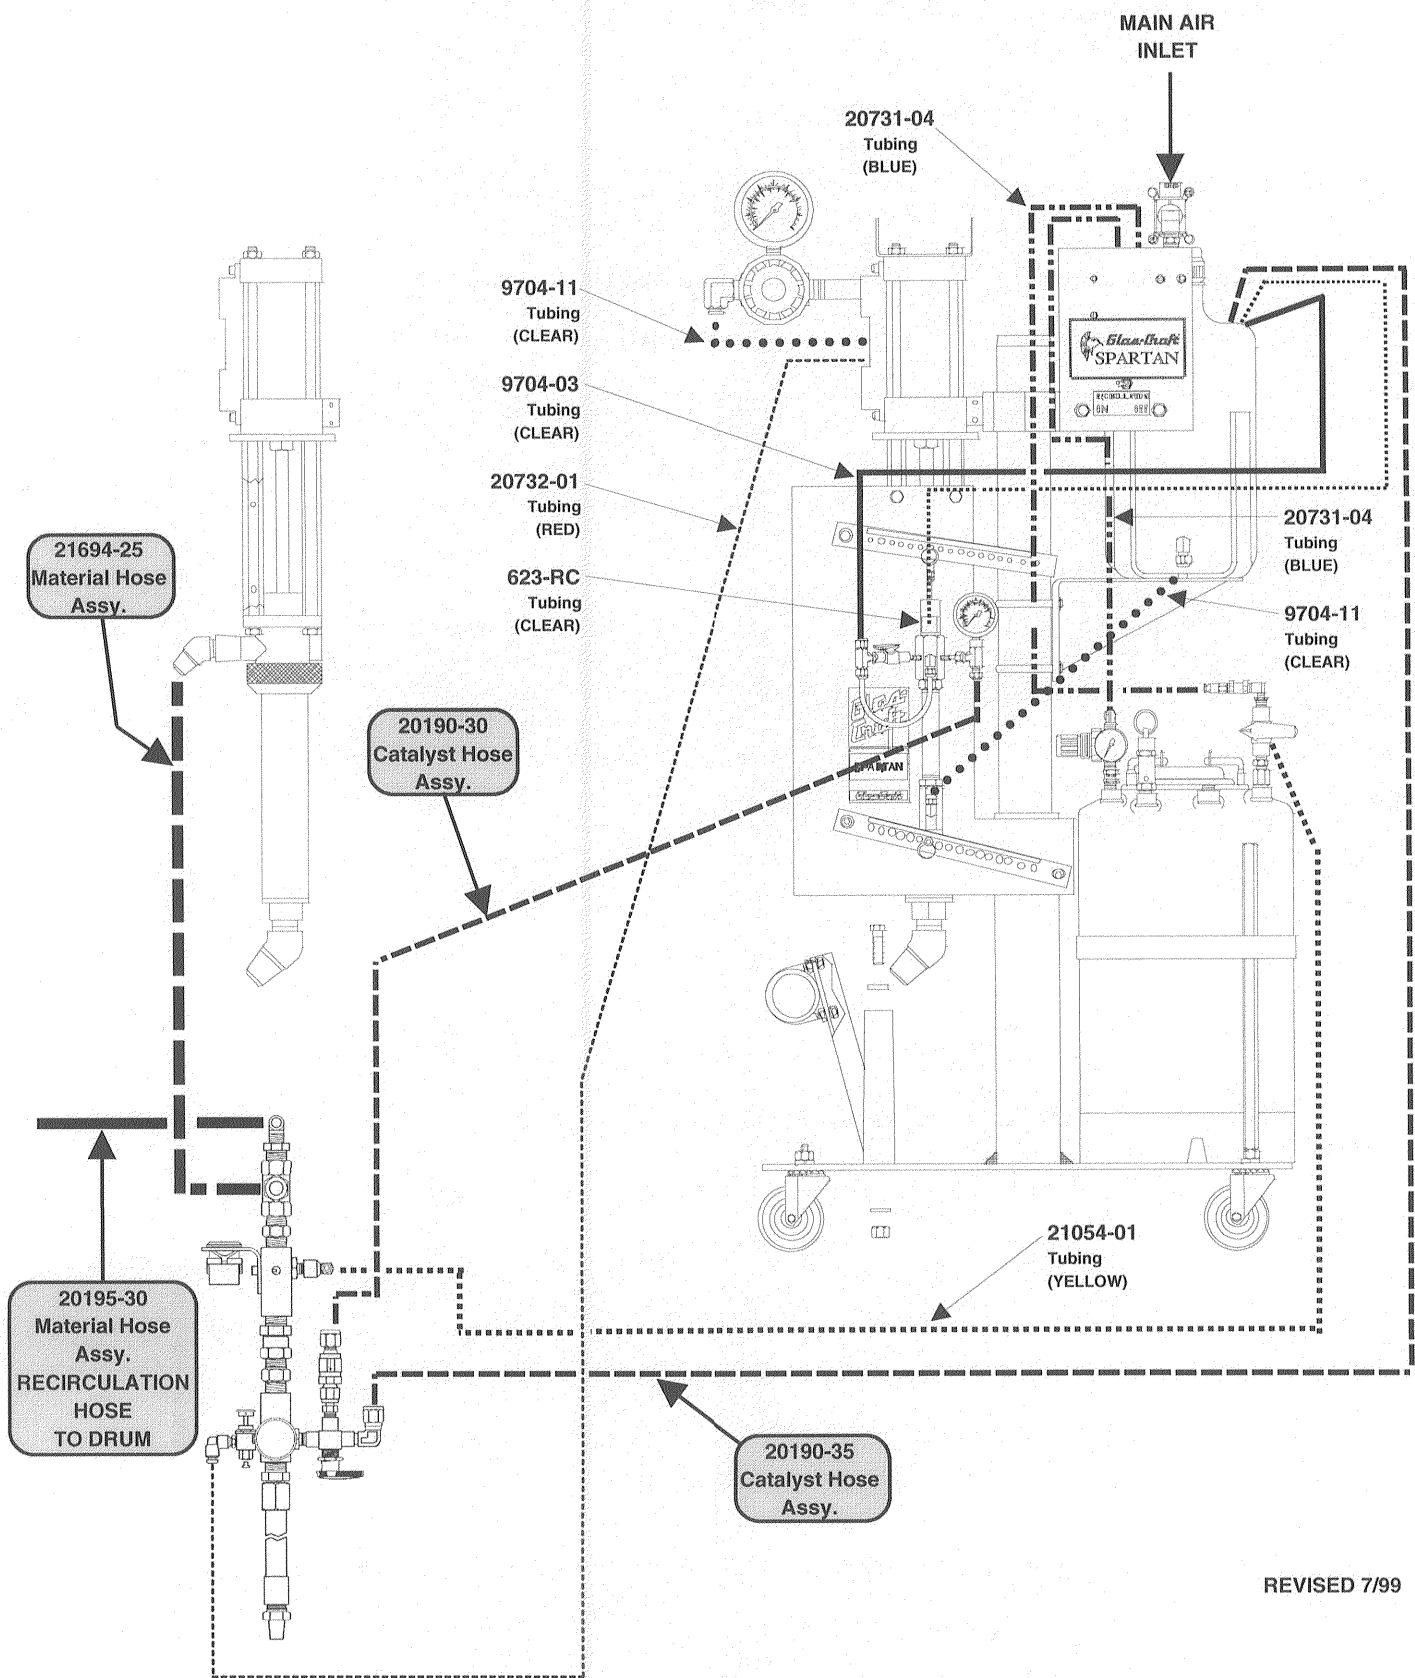 MAIN AIR
INLET
20731-04
Tubing
(BLUE)
9704-11
Tubing
(CLEAR)
Glas-Craft
SPARTAN
9704-03
Tubing
(CLEAR)
20732-01
Tubing
(RED)
21694-25
Material Hose
Assy.
20731-04
Tubing
(BLUE)
623-RC
Tubing
(CLEAR)
9704-11
Tubing
(CLEAR)
20190-30
Catalyst Hose
Assy.
SPARTAN
Glas-Craft
21054-01
Tubing
(YELLOW)
20195-30
Material Hose
Assy.
RECIRCULATION
HOSE
TO DRUM
20190-35
Catalyst Hose
Assy.
REVISED 7/99